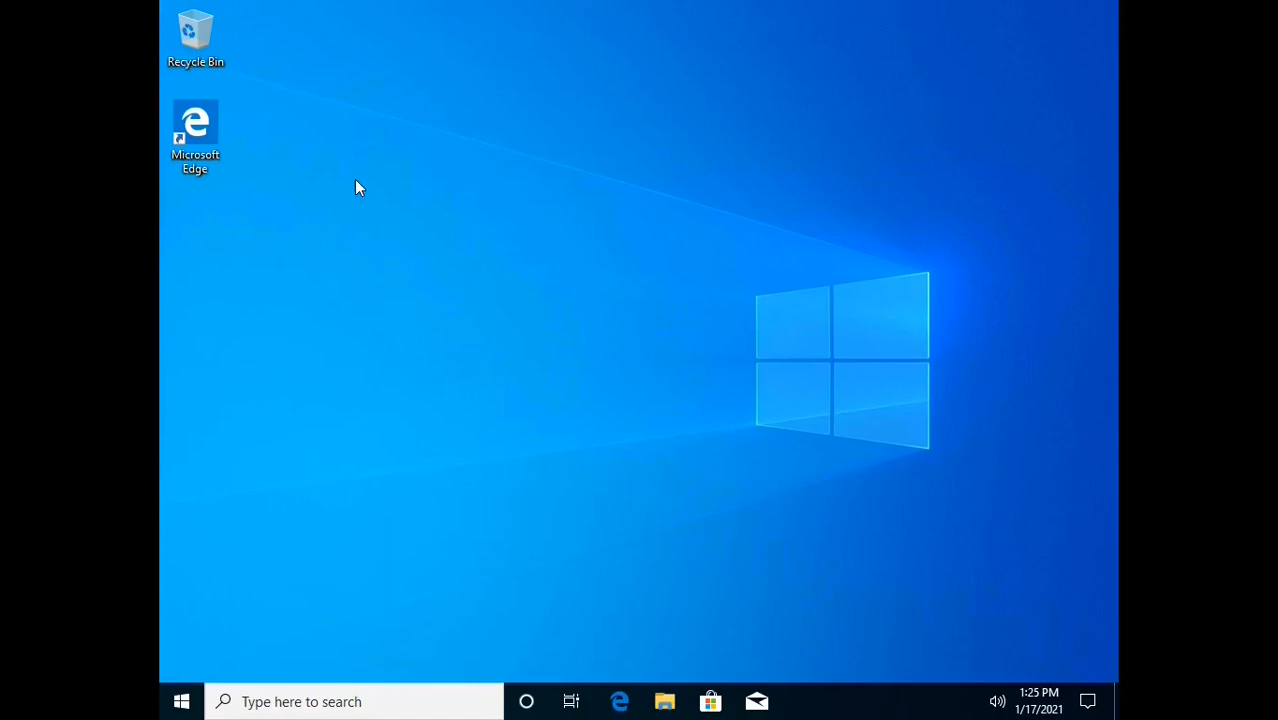 Recycle Bin
Microsoft
Edge
Type here to search
1:25 PM
1/17/2021